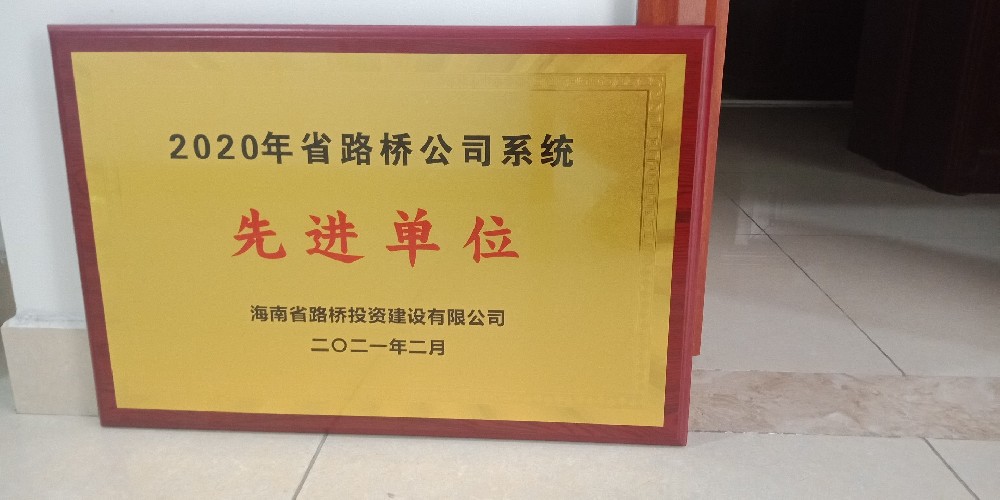 2020年省路桥公司系统
先进单位
海南省路桥投资建设有限公司
二〇二一年二月